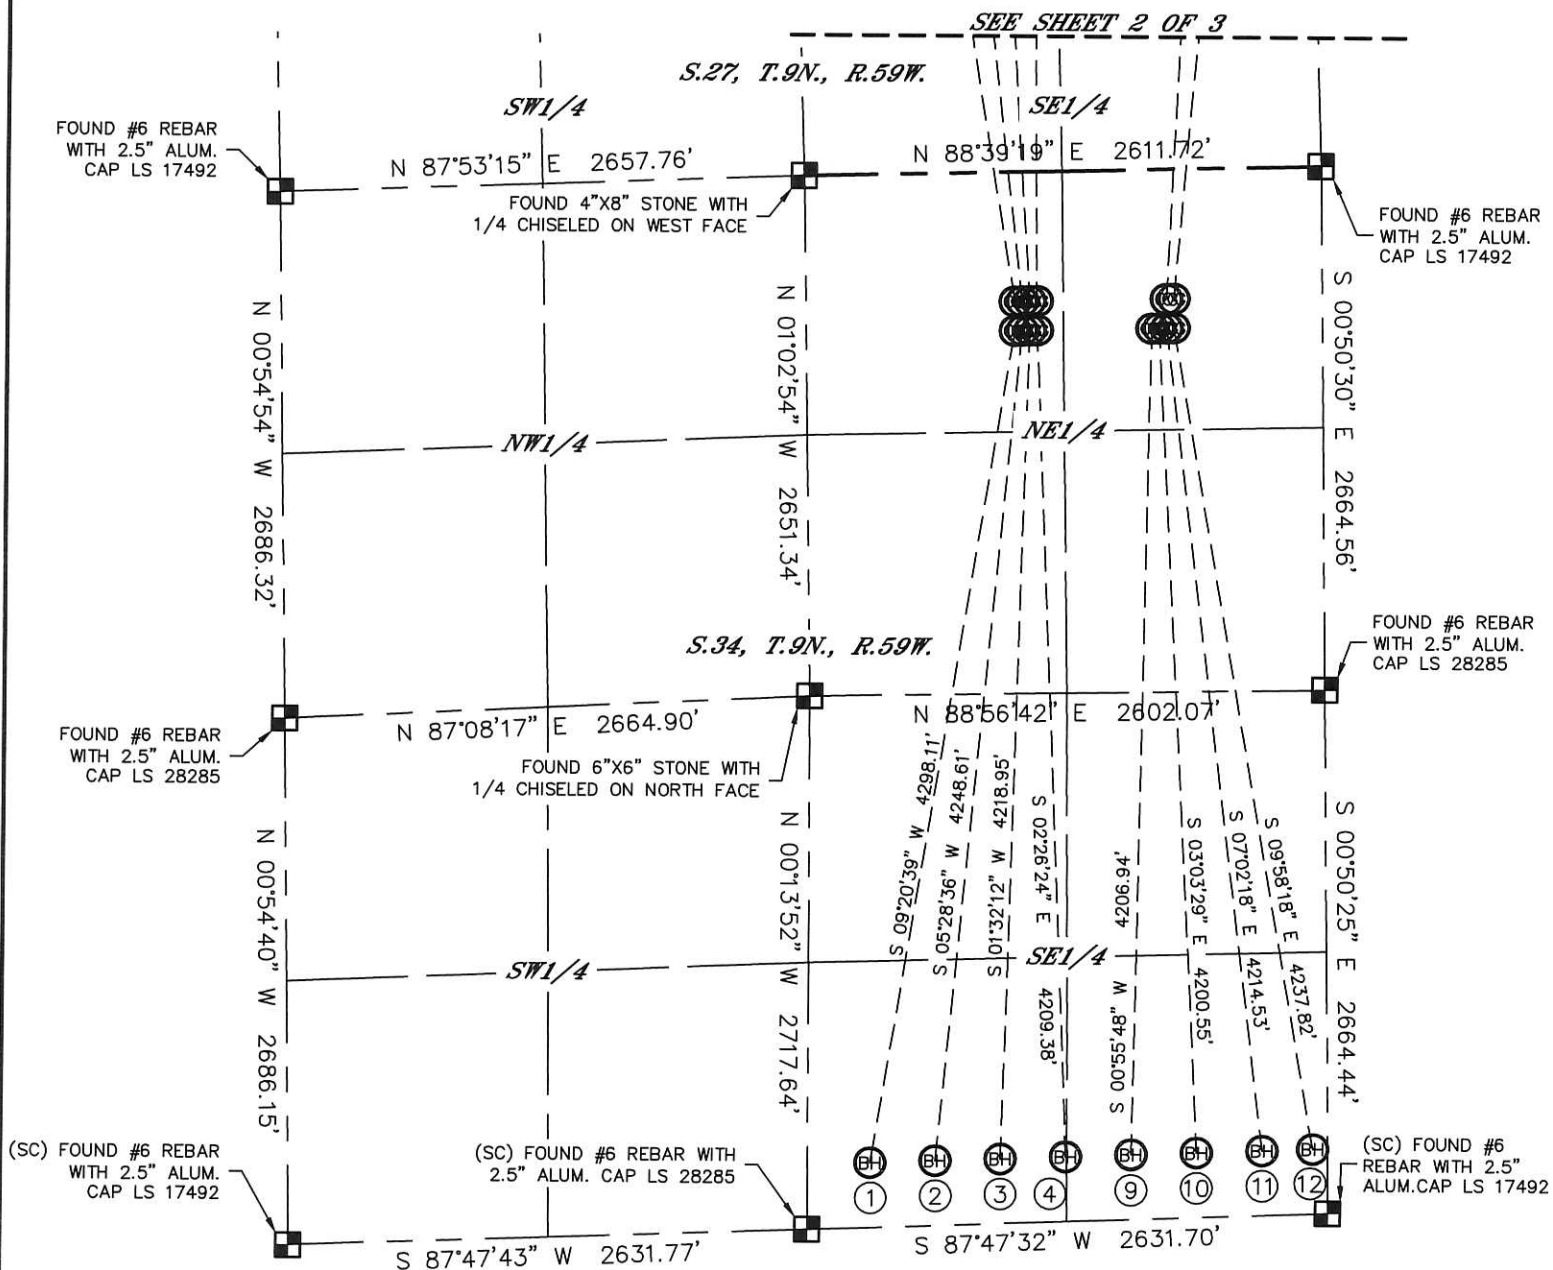 SEE SHEET 2 OF 3
S.27, T.9N., R.59W.
SW1/4
SE1/4
FOUND #6 REBAR
WITH 2.5" ALUM.
CAP LS 17492
N 87°53'15" E 2657.76'
N 88°39'19" E 2611.72'
FOUND 4"X8" STONE WITH
1/4 CHISELED ON WEST FACE
FOUND #6 REBAR
WITH 2.5" ALUM.
CAP LS 17492
N 00°54'54" W 2686.32'
N 01°02'54" W 2651.34'
S 00°50'30" E 2664.56'
NW1/4
NE1/4
S.34, T.9N., R.59W.
FOUND #6 REBAR
WITH 2.5" ALUM.
CAP LS 28285
FOUND #6 REBAR
WITH 2.5" ALUM.
CAP LS 28285
N 87°08'17" E 2664.90'
N 88°56'42" E 2602.07'
FOUND 6"X6" STONE WITH
1/4 CHISELED ON NORTH FACE
N 00°54'40" W 2686.15'
N 00°13'52" W 2717.64'
S 09°20'39" W 4298.11'
S 05°28'36" W 4248.61'
S 01°32'12" W 4218.95'
S 02°26'24" E 4209.38'
S 00°55'48" W 4206.94'
S 03°03'29" E 4200.55'
S 07°02'18" E 4214.53'
S 09°58'18" E 4237.82'
S 00°50'25" E 2664.44'
SW1/4
SE1/4
BH BH BH BH BH BH BH BH
1 2 3 4 9 10 11 12
(SC) FOUND #6 REBAR
WITH 2.5" ALUM.
CAP LS 17492
(SC) FOUND #6 REBAR WITH
2.5" ALUM. CAP LS 28285
(SC) FOUND #6
REBAR WITH 2.5"
ALUM.CAP LS 17492
S 87°47'43" W 2631.77'
S 87°47'32" W 2631.70'